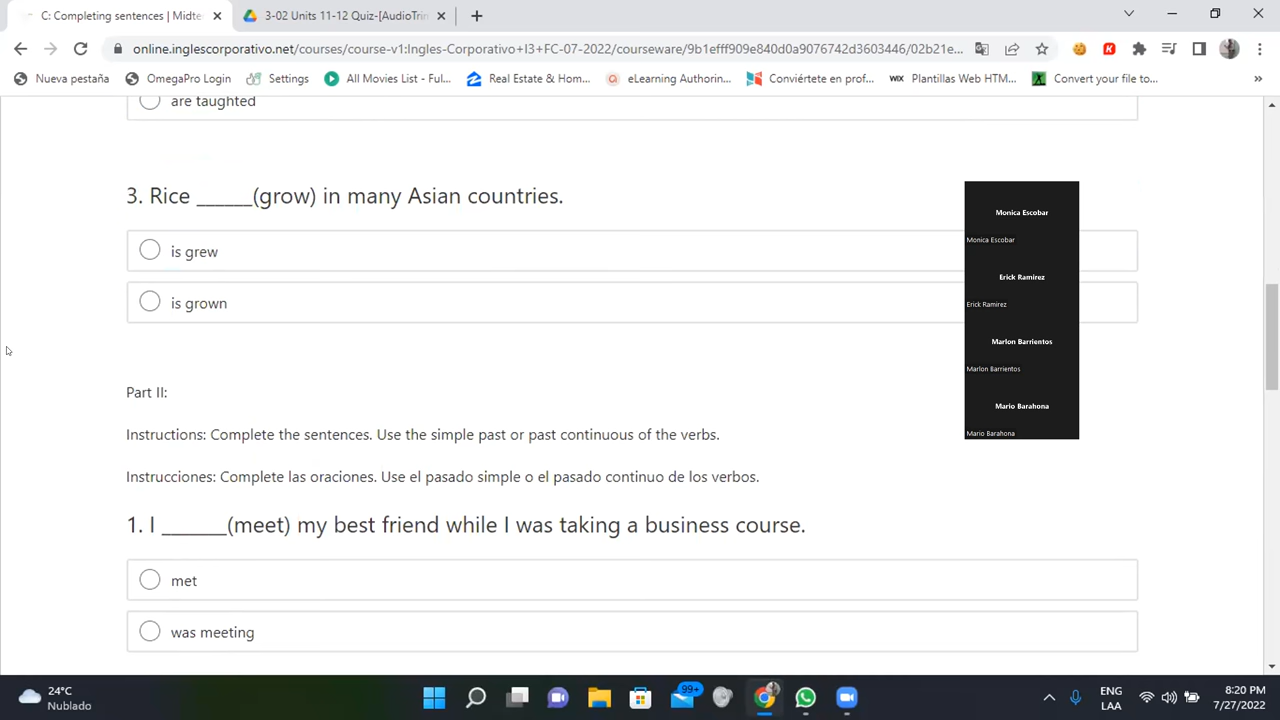 C: Completing sentences | Midte
3-02 Units 11-12 Quiz-[AudioTrin
online.inglescorporativo.net/courses/course-v1:Ingles-Corporativo+I3+FC-07-2022/courseware/9b1efff909e840d0a9076742d3603446/02b21e...
Nueva pestaña
OmegaPro Login
Settings
All Movies List - Ful...
Real Estate & Hom...
eLearning Authorin...
Conviértete en prof...
WIX Plantillas Web HTM...
Convert your file to...
»
are taughted
3. Rice ______(grow) in many Asian countries.
is grew
is grown
Monica Escobar
Monica Escobar
Erick Ramirez
Erick Ramirez
Marlon Barrientos
Marlon Barrientos
Mario Barahona
Mario Barahona
Part II:
Instructions: Complete the sentences. Use the simple past or past continuous of the verbs.
Instrucciones: Complete las oraciones. Use el pasado simple o el pasado continuo de los verbos.
1. I _______(meet) my best friend while I was taking a business course.
met
was meeting
24°C
Nublado
99+
ENG
LAA
8:20 PM
7/27/2022